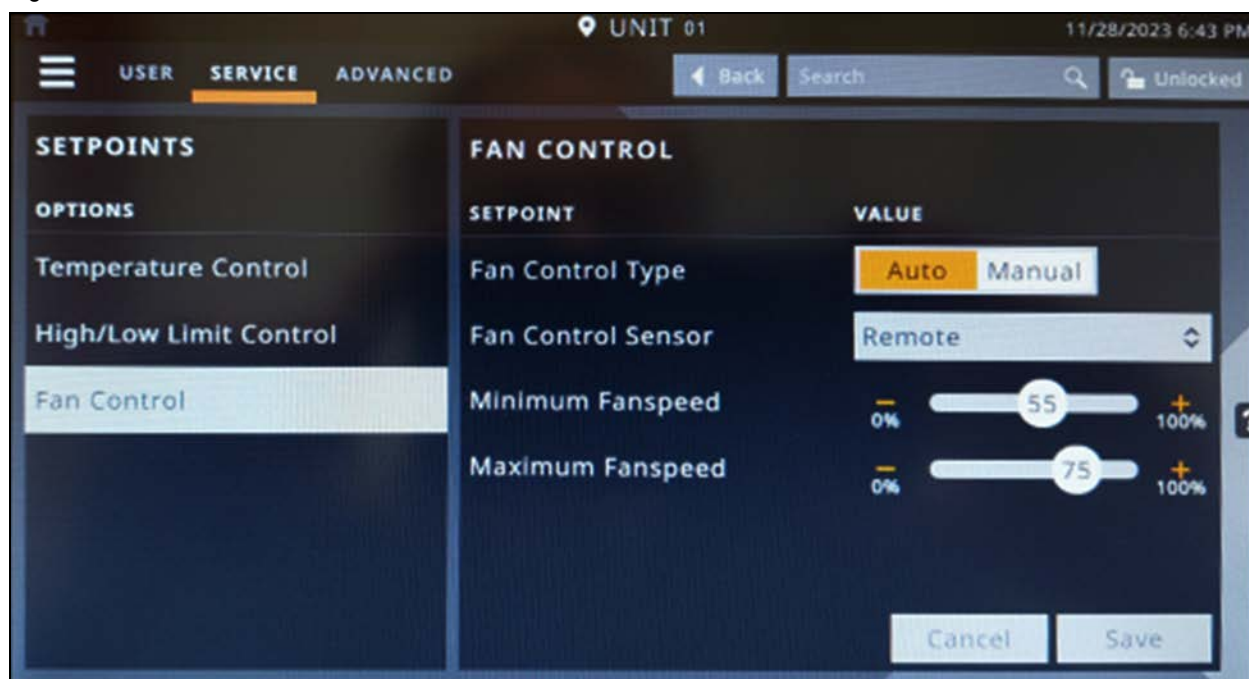 UNIT 01
11/28/2023 6:43 PM
USER SERVICE ADVANCED Back Search Unlocked
SETPOINTS
OPTIONS
Temperature Control
High/Low Limit Control
Fan Control
FAN CONTROL
SETPOINT VALUE
Fan Control Type Auto Manual
Fan Control Sensor Remote
Minimum Fanspeed 0% 55 100%
Maximum Fanspeed 0% 75 100%
Cancel Save